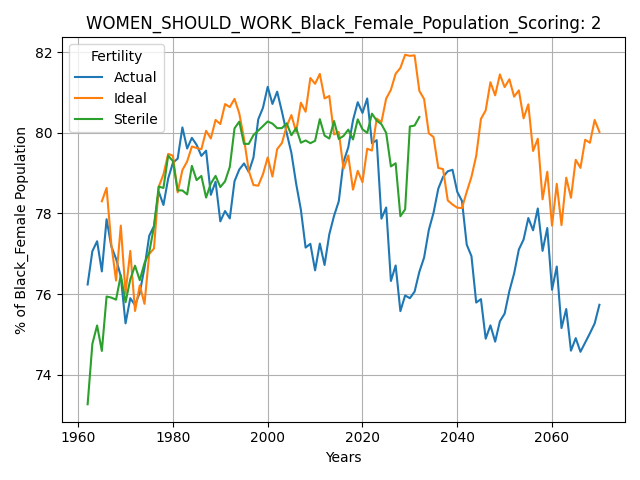 WOMEN_SHOULD_WORK_Black_Female_Population_Scoring: 2
Fertility
Actual
Ideal
Sterile
% of Black_Female Population
82
80
78
76
74
1960
1980
2000
2020
2040
2060
Years